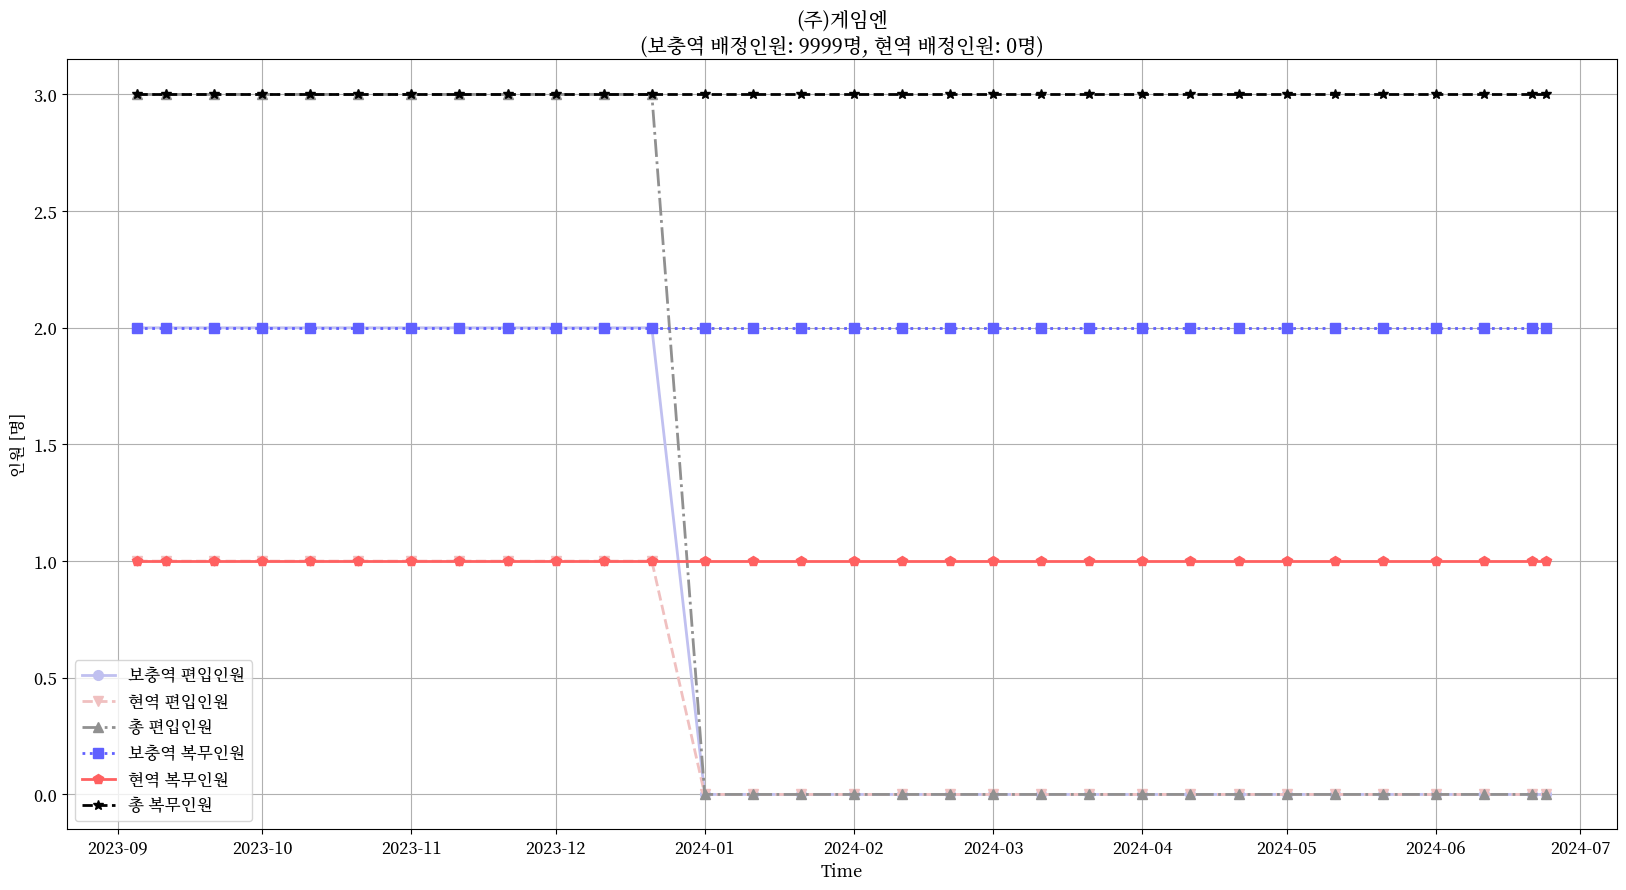 (주)게임엔
(보충역 배정인원: 9999명, 현역 배정인원: 0명)
인원 [명]
3.0
2.5
2.0
1.5
1.0
0.5
0.0
보충역 편입인원
현역 편입인원
총 편입인원
보충역 복무인원
현역 복무인원
총 복무인원
2023-09 2023-10 2023-11 2023-12 2024-01 2024-02 2024-03 2024-04 2024-05 2024-06 2024-07
Time